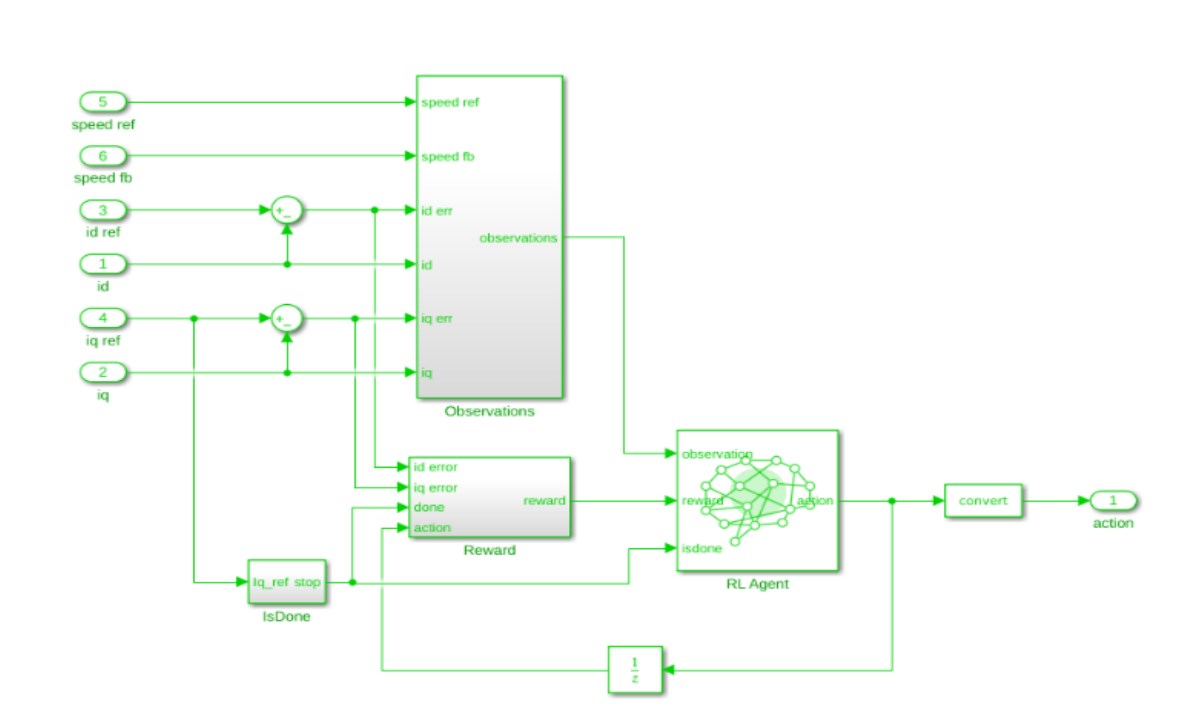 5
speed ref
6
speed fb
3
id ref
1
id
4
iq ref
2
iq
+_
+_
speed ref
speed fb
id err
id
iq err
iq
observations
Observations
id error
iq error
done
action
reward
Reward
Iq_ref stop
IsDone
observation
reward
isdone
action
RL Agent
convert
1
action
1
z